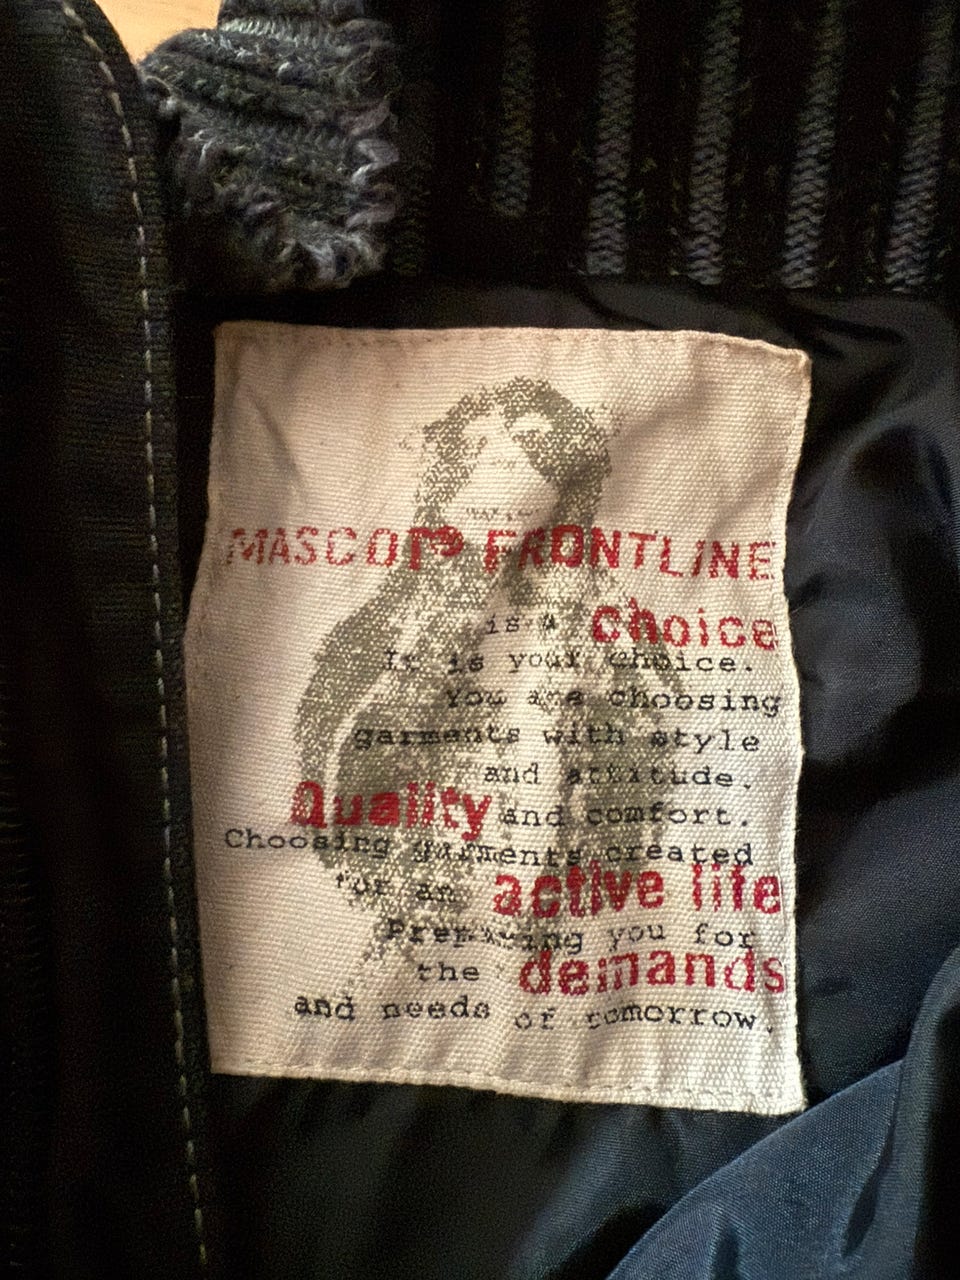 MASCOT® FRONTLINE
is a Choice
It is your choice.
You are choosing
garments with style
and attitude.
Quality and comfort.
Choosing garments created
for an active life
Preparing you for
the demands
and needs of tomorrow.